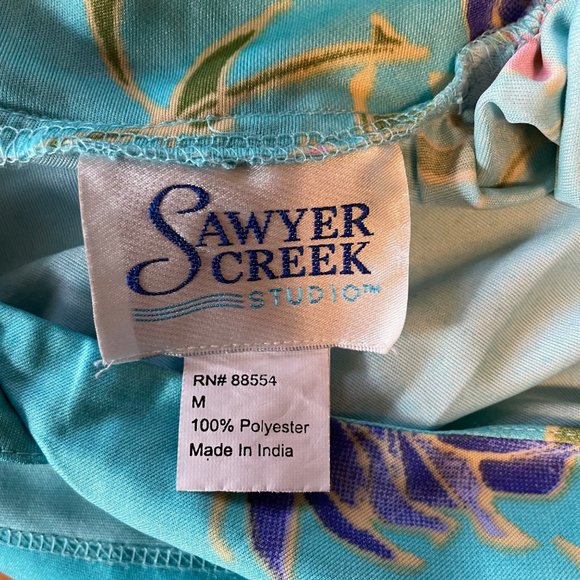 SAWYER
CREEK
STUDIO™
RN# 88554
M
100% Polyester
Made In India